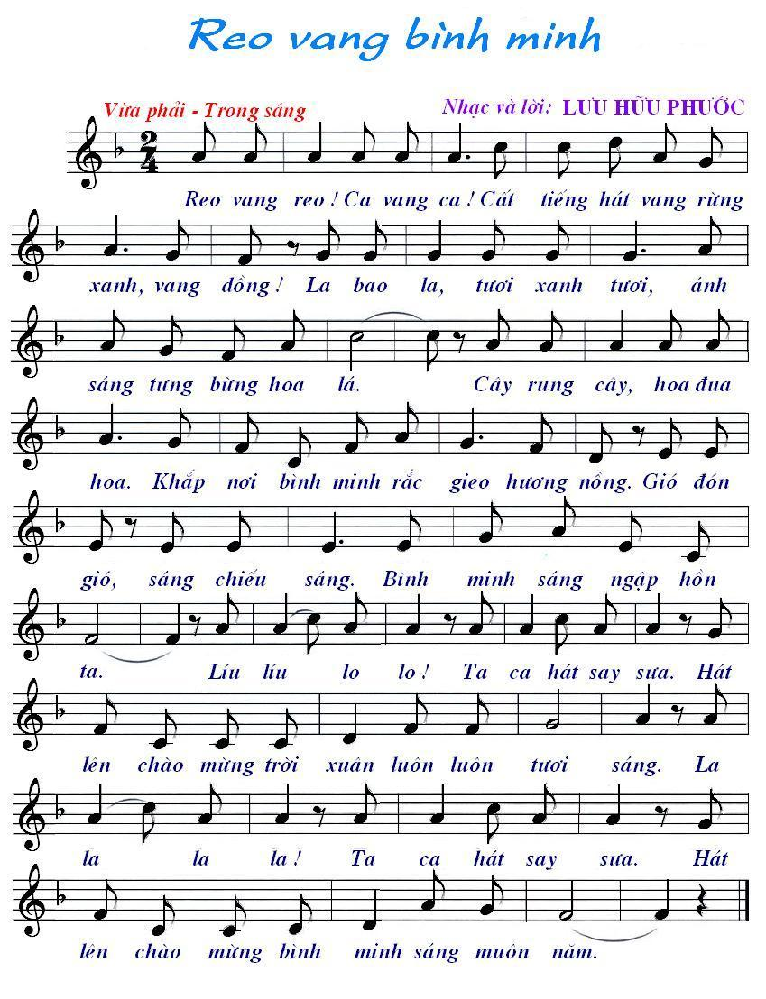 Reo vang bình minh
Vừa phải - Trong sáng
Nhạc và lời: LƯU HỮU PHƯỚC
2
4
Reo vang reo ! Ca vang ca ! Cất tiếng hát vang rừng
xanh, vang đồng ! La bao la, tươi xanh tươi, ánh
sáng tưng bừng hoa lá. Cây rung cây, hoa đua
hoa. Khắp nơi bình minh rắc gieo hương nồng. Gió đón
gió, sáng chiếu sáng. Bình minh sáng ngập hồn
ta. Líu líu lo lo ! Ta ca hát say sưa. Hát
lên chào mừng trời xuân luôn luôn tươi sáng. La
la la la ! Ta ca hát say sưa. Hát
lên chào mừng bình minh sáng muôn năm.